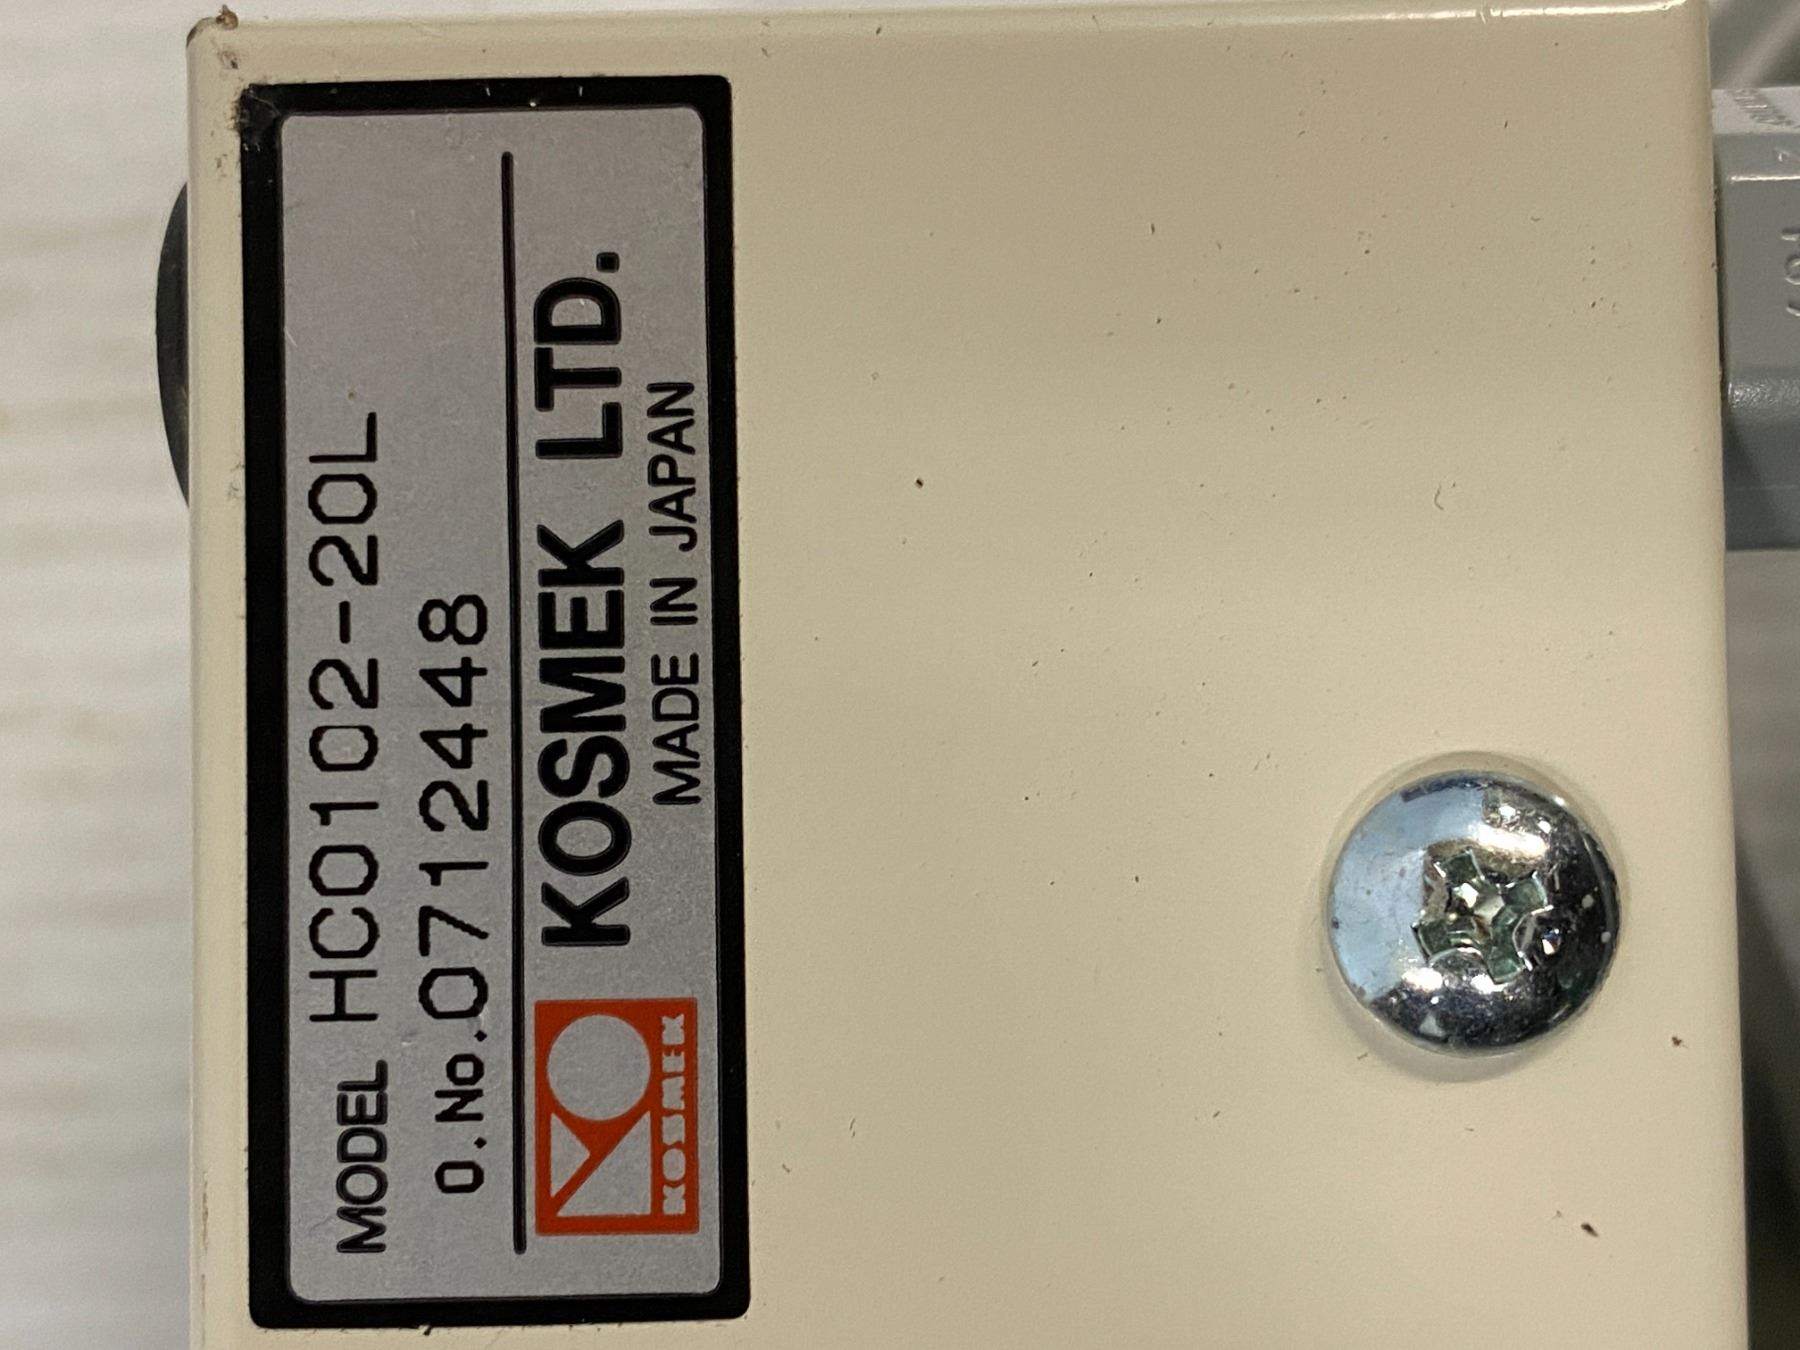 MODEL HC0102-20L
O.No.0712448
KOSMEK LTD.
MADE IN JAPAN
KOSMEK